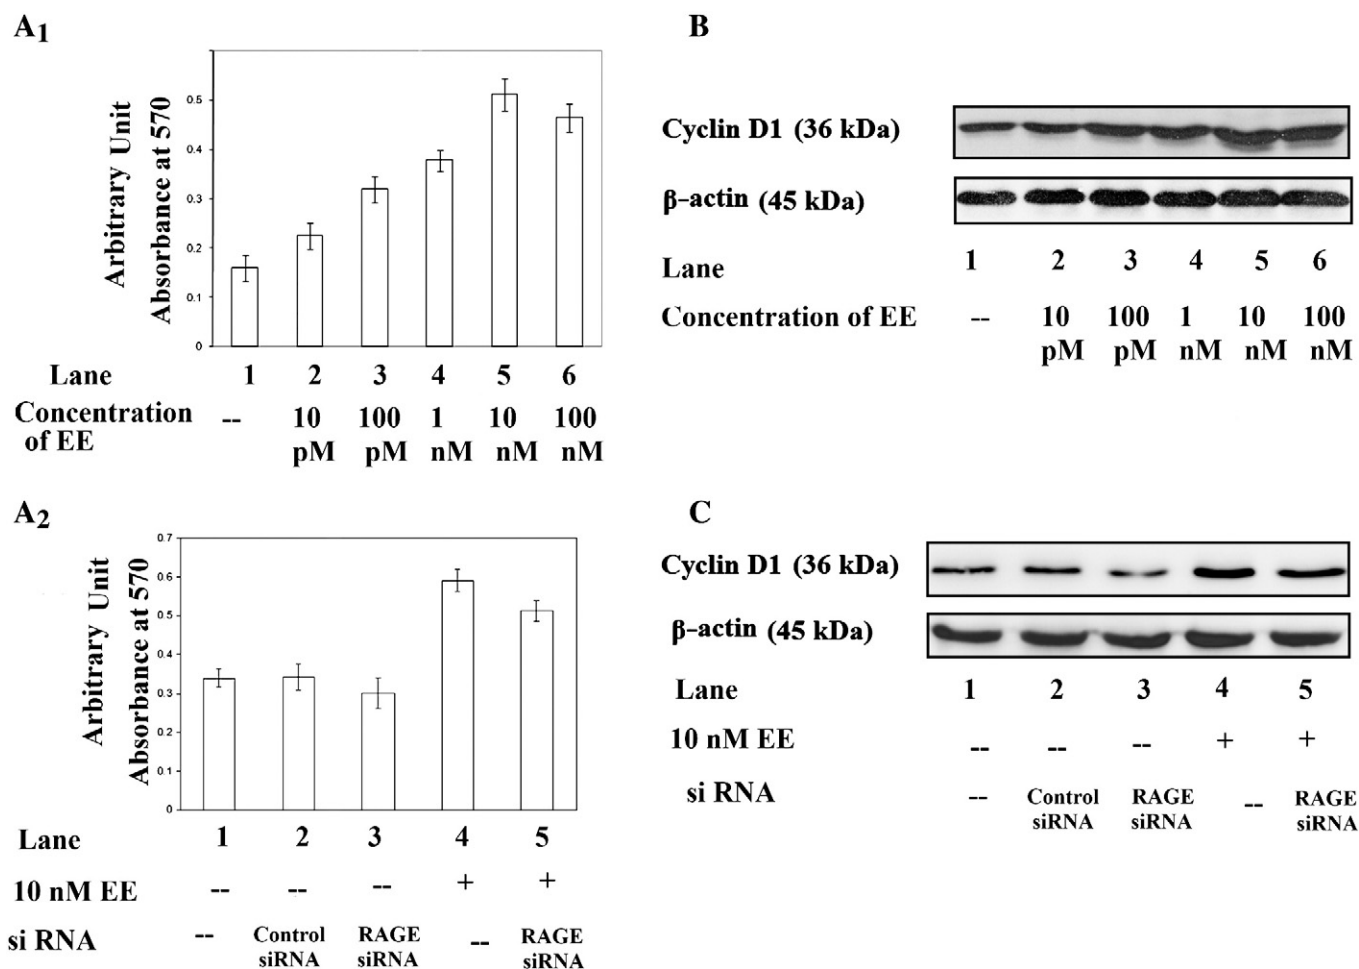 A1
Arbitrary Unit
Absorbance at 570
0.5
0.4
0.3
0.2
0.1
0
Lane 1 2 3 4 5 6
Concentration of EE -- 10 pM 100 pM 1 nM 10 nM 100 nM
B
Cyclin D1 (36 kDa)
β-actin (45 kDa)
Lane 1 2 3 4 5 6
Concentration of EE -- 10 pM 100 pM 1 nM 10 nM 100 nM
A2
Arbitrary Unit
Absorbance at 570
0.7
0.6
0.5
0.4
0.3
0.2
0.1
0
Lane 1 2 3 4 5
10 nM EE -- -- -- + +
si RNA -- Control siRNA RAGE siRNA -- RAGE siRNA
C
Cyclin D1 (36 kDa)
β-actin (45 kDa)
Lane 1 2 3 4 5
10 nM EE -- -- -- + +
si RNA -- Control siRNA RAGE siRNA -- RAGE siRNA